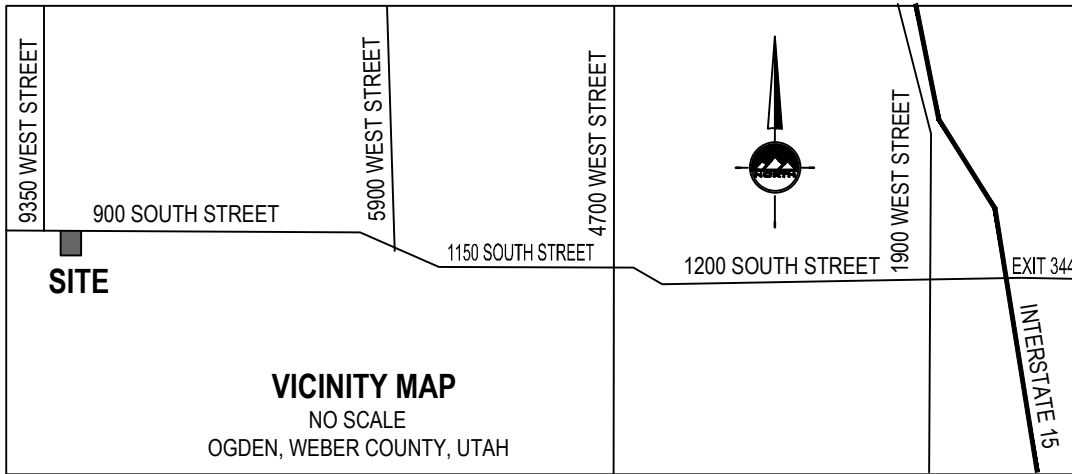 9350 WEST STREET
900 SOUTH STREET
SITE
5900 WEST STREET
1150 SOUTH STREET
4700 WEST STREET
1200 SOUTH STREET
NORTH
1900 WEST STREET
EXIT 344
INTERSTATE 15
VICINITY MAP
NO SCALE
OGDEN, WEBER COUNTY, UTAH